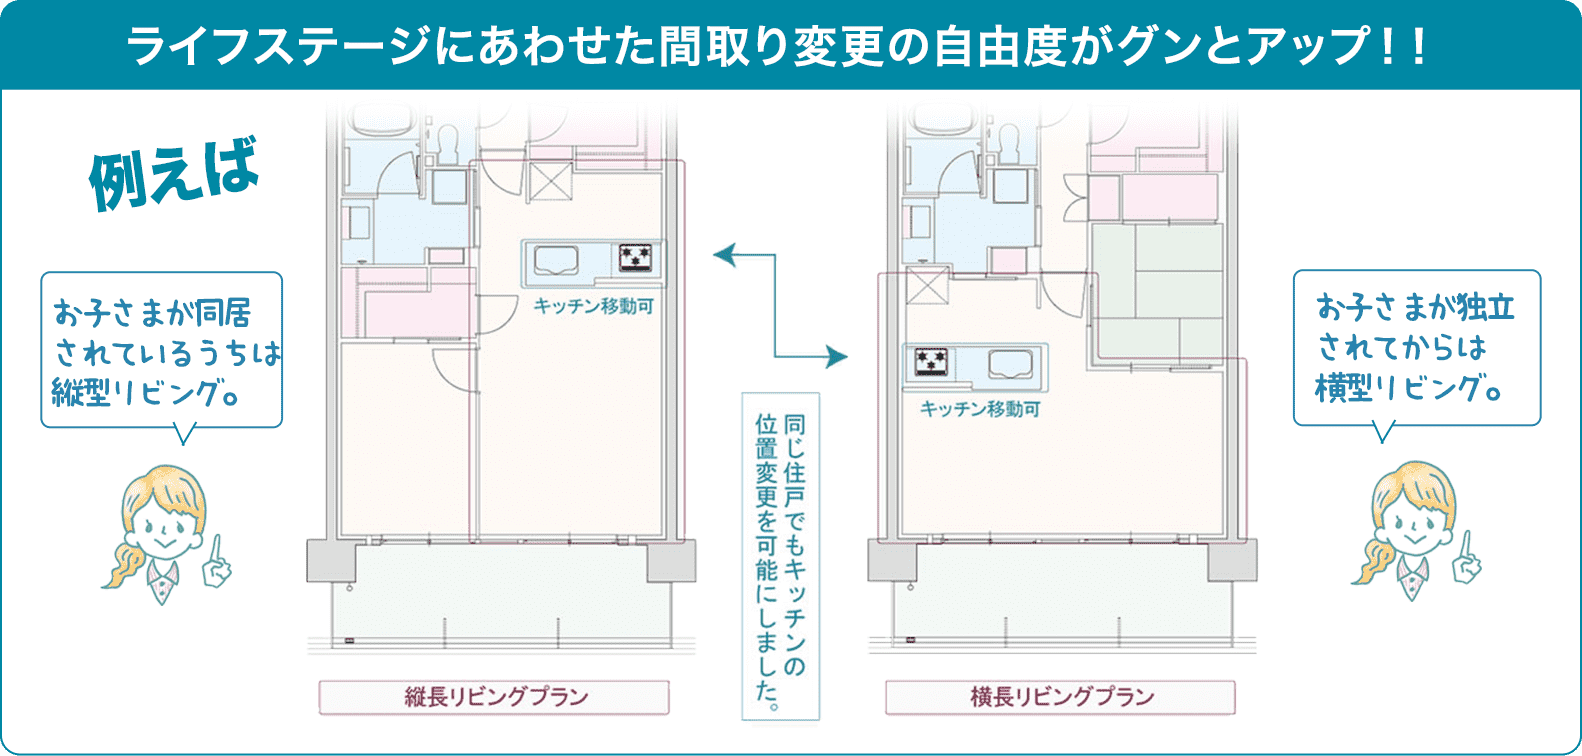 ライフステージにあわせた間取り変更の自由度がグンとアップ！！
例えば
お子さまが同居
されているうちは
縦型リビング。
キッチン移動可
縦長リビングプラン
同じ住戸でもキッチンの
位置変更を可能にしました。
キッチン移動可
横長リビングプラン
お子さまが独立
されてからは
横型リビング。